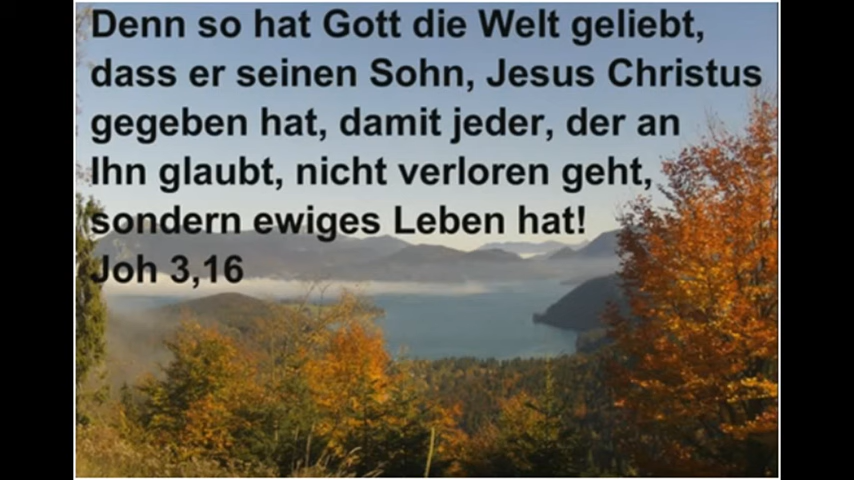 Denn so hat Gott die Welt geliebt,
dass er seinen Sohn, Jesus Christus
gegeben hat, damit jeder, der an
Ihn glaubt, nicht verloren geht,
sondern ewiges Leben hat!
Joh 3,16